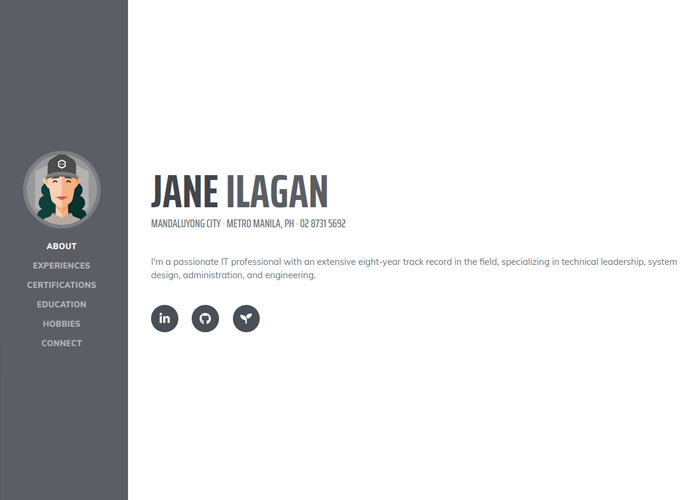 ABOUT
EXPERIENCES
CERTIFICATIONS
EDUCATION
HOBBIES
CONNECT
JANE ILAGAN
MANDALUYONG CITY · METRO MANILA, PH · 02 8731 5692
I'm a passionate IT professional with an extensive eight-year track record in the field, specializing in technical leadership, system
design, administration, and engineering.
in